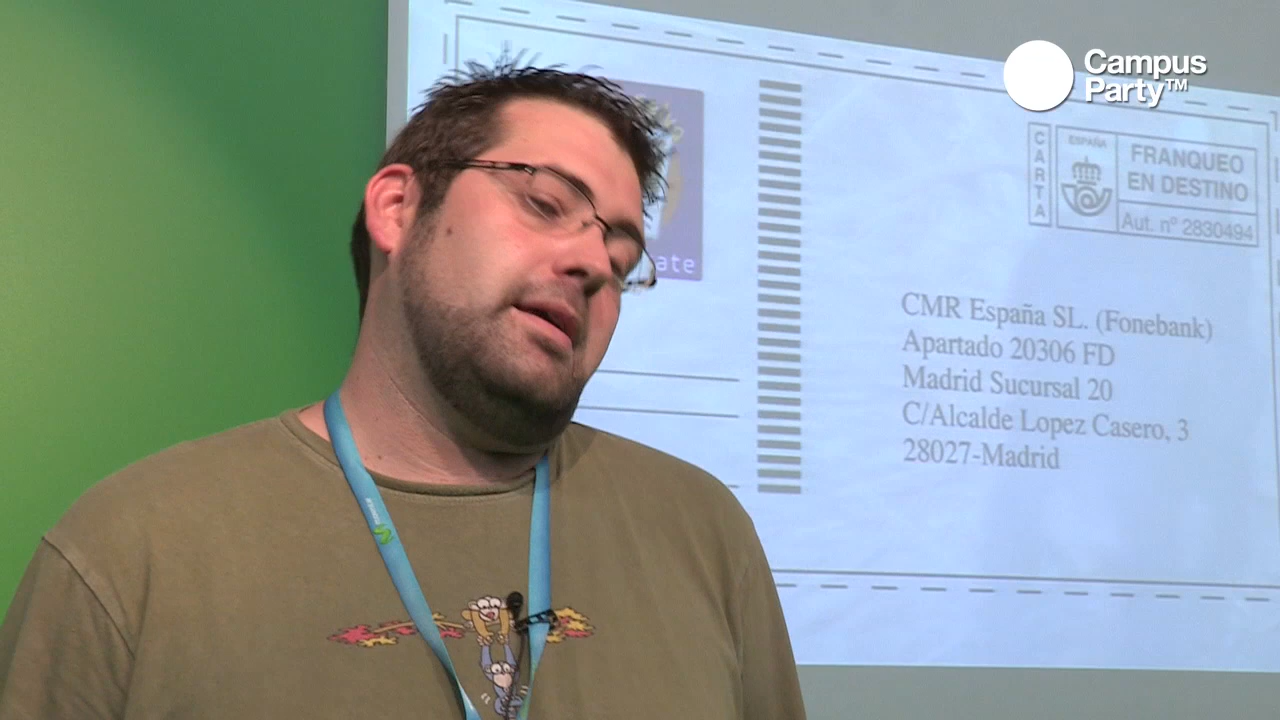 Campus
Party™
CARTA
ESPAÑA
FRANQUEO
EN DESTINO
Aut. nº 2830494
ate
CMR España SL. (Fonebank)
Apartado 20306 FD
Madrid Sucursal 20
C/Alcalde Lopez Casero, 3
28027-Madrid